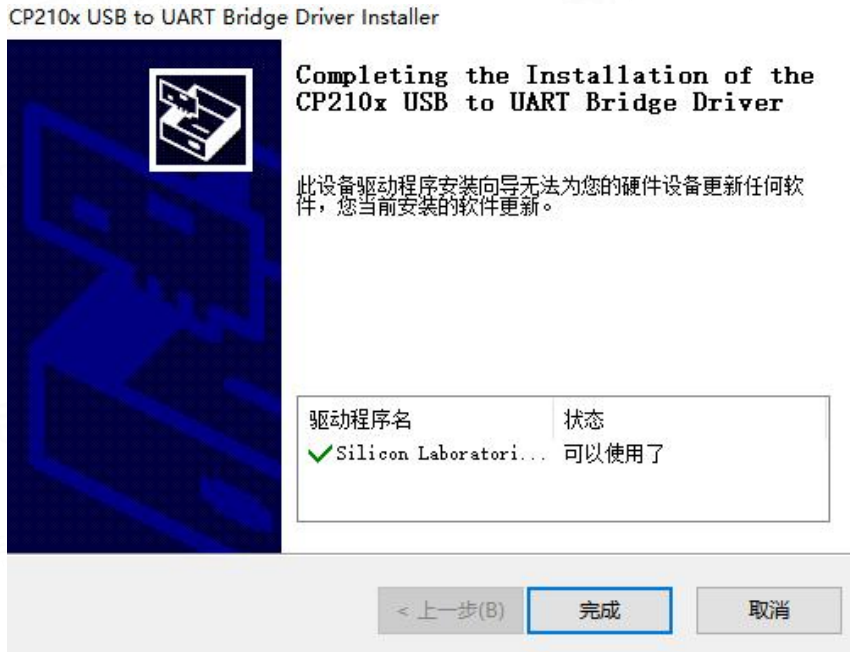 CP210x USB to UART Bridge Driver Installer
Completing the Installation of the
CP210x USB to UART Bridge Driver
此设备驱动程序安装向导无法为您的硬件设备更新任何软
件，您当前安装的软件更新。
驱动程序名 状态
Silicon Laboratori... 可以使用了
< 上一步(B) 完成 取消